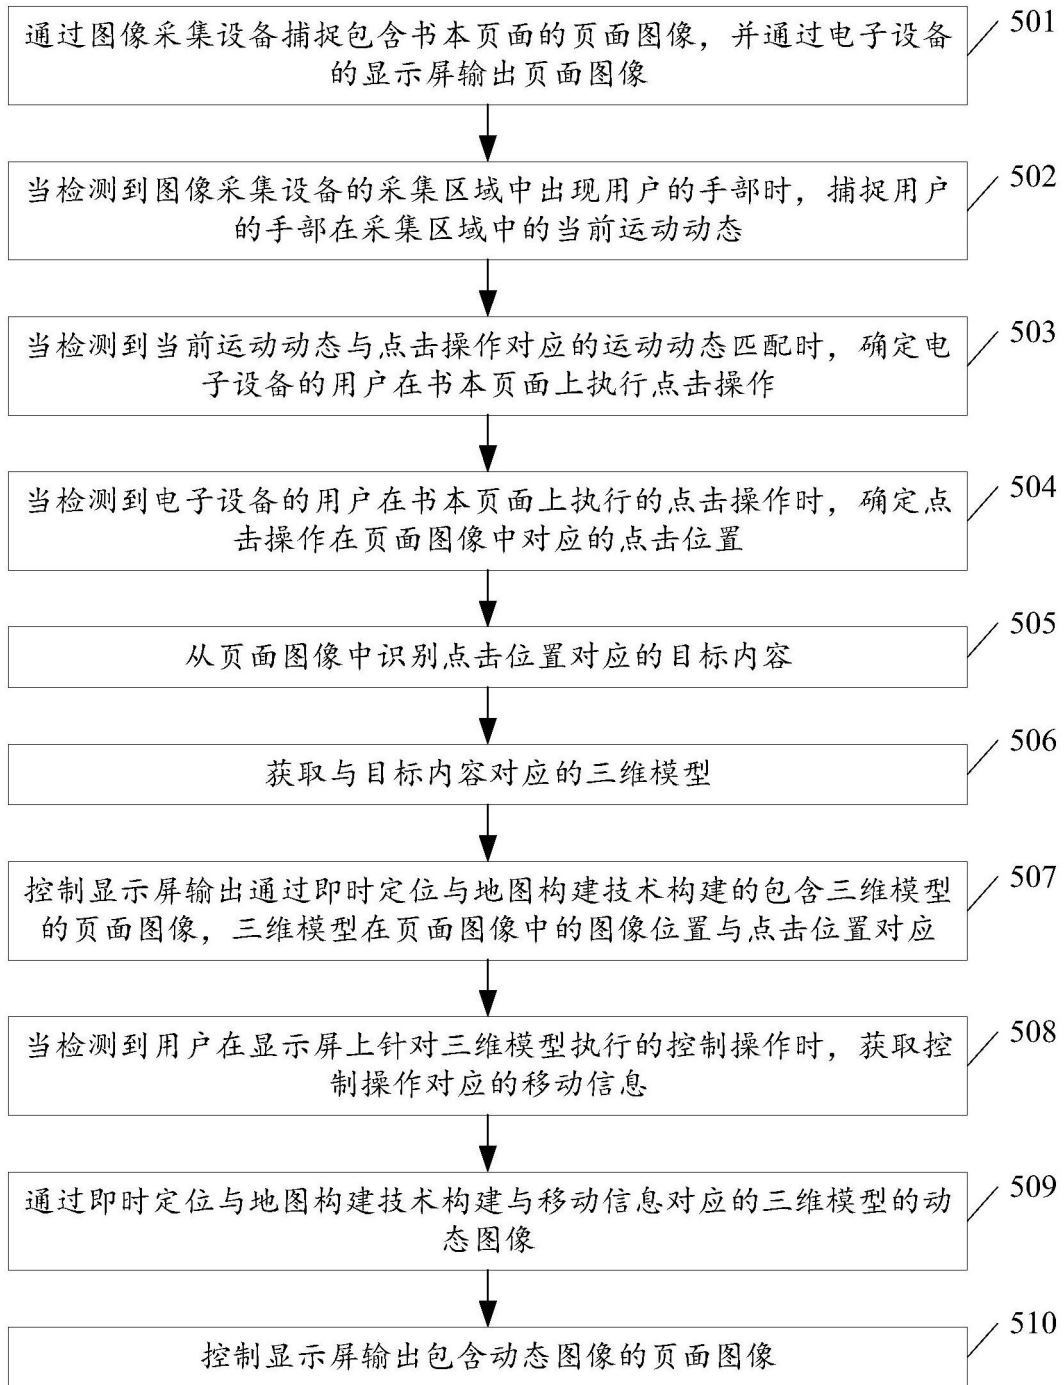 通过图像采集设备捕捉包含书本页面的页面图像，并通过电子设备
的显示屏输出页面图像
501
当检测到图像采集设备的采集区域中出现用户的手部时，捕捉用户
的手部在采集区域中的当前运动动态
502
当检测到当前运动动态与点击操作对应的运动动态匹配时，确定电
子设备的用户在书本页面上执行点击操作
503
当检测到电子设备的用户在书本页面上执行的点击操作时，确定点
击操作在页面图像中对应的点击位置
504
从页面图像中识别点击位置对应的目标内容
505
获取与目标内容对应的三维模型
506
控制显示屏输出通过即时定位与地图构建技术构建的包含三维模型
的页面图像，三维模型在页面图像中的图像位置与点击位置对应
507
当检测到用户在显示屏上针对三维模型执行的控制操作时，获取控
制操作对应的移动信息
508
通过即时定位与地图构建技术构建与移动信息对应的三维模型的动
态图像
509
控制显示屏输出包含动态图像的页面图像
510